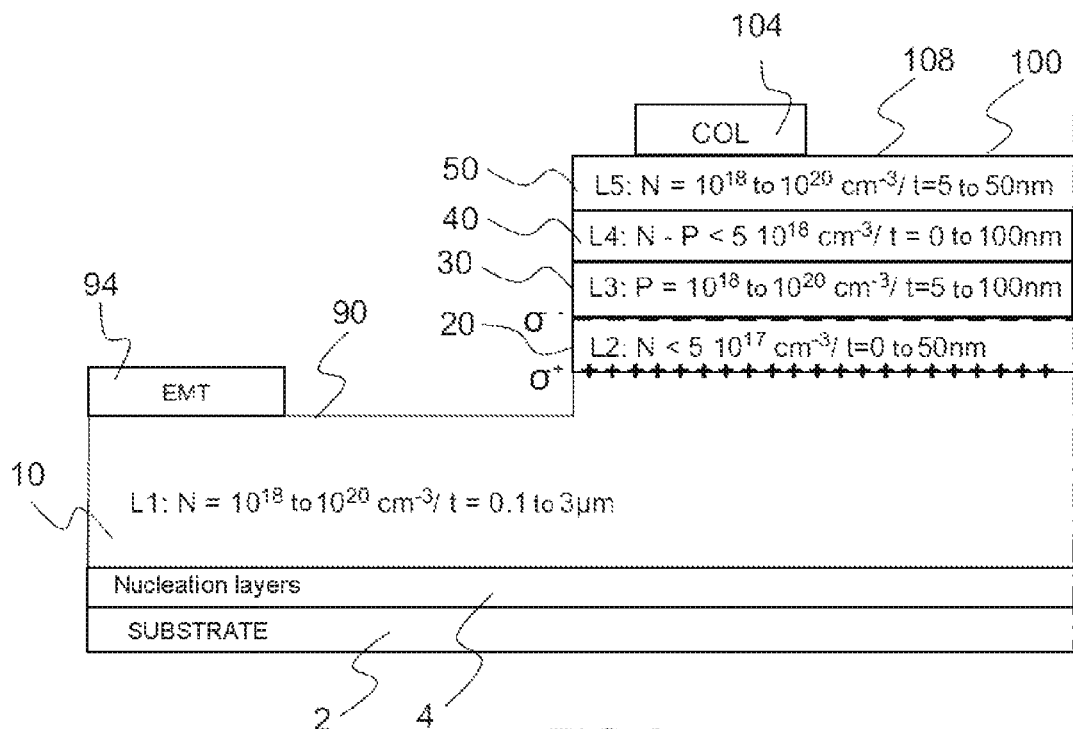 104
108
100
COL
50
L5: N = 10¹⁸ to 10²⁰ cm⁻³/ t=5 to 50nm
40
L4: N - P < 5 10¹⁸ cm⁻³/ t = 0 to 100nm
30
L3: P = 10¹⁸ to 10²⁰ cm⁻³/ t=5 to 100nm
94
90
σ⁻
20
L2: N < 5 10¹⁷ cm⁻³/ t=0 to 50nm
σ⁺
EMT
10
L1: N = 10¹⁸ to 10²⁰ cm⁻³/ t = 0.1 to 3µm
Nucleation layers
SUBSTRATE
2
4